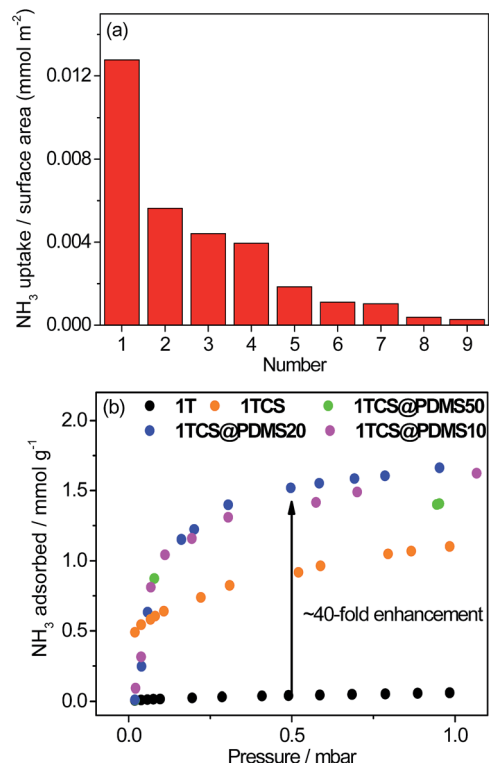 (a)
NH₃ uptake / surface area (mmol m⁻²)
0.012
0.008
0.004
0.000
1 2 3 4 5 6 7 8 9
Number
(b)
1T 1TCS 1TCS@PDMS50
1TCS@PDMS20 1TCS@PDMS10
NH₃ adsorbed / mmol g⁻¹
2.0
1.5
1.0
0.5
0.0
~40-fold enhancement
0.0 0.5 1.0
Pressure / mbar